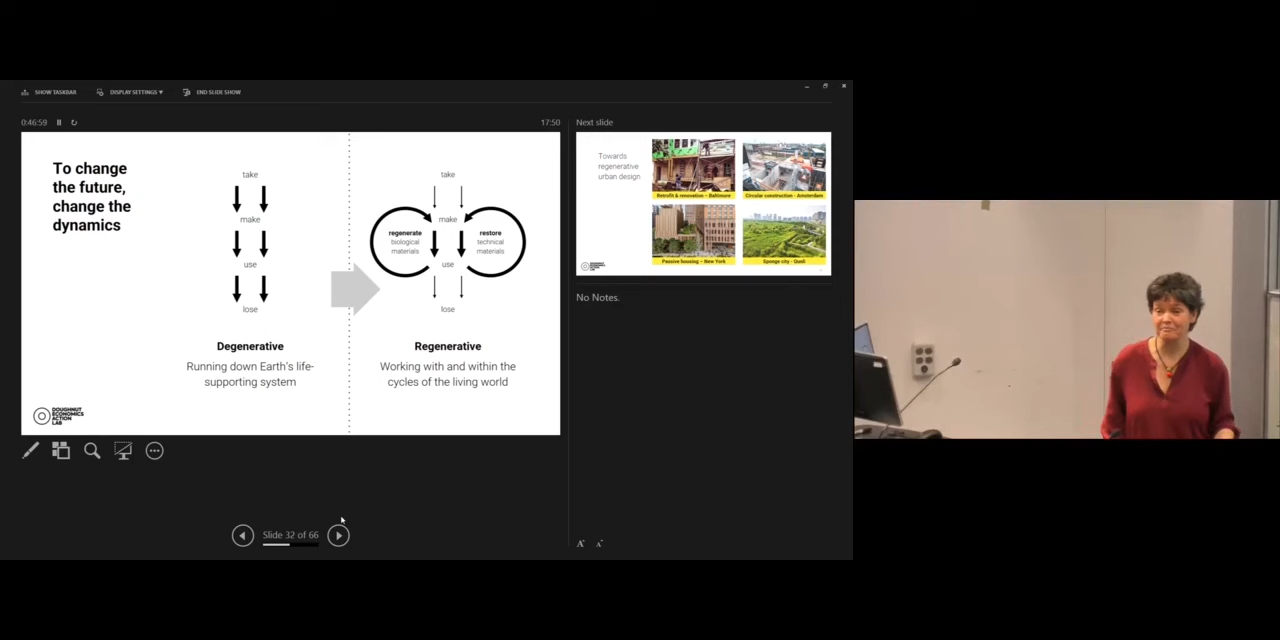 SHOW TASKBAR
DISPLAY SETTINGS ▼
END SLIDE SHOW
0:46:59
17:50
To change
the future,
change the
dynamics
take
make
use
lose
Degenerative
Running down Earth's life-
supporting system
take
make
regenerate
biological
materials
restore
technical
materials
use
lose
Regenerative
Working with and within the
cycles of the living world
DOUGHNUT
ECONOMICS
ACTION
LAB
Slide 32 of 66
Next slide
Towards
regenerative
urban design
Retrofit & renovation – Baltimore
Circular construction - Amsterdam
Passive housing – New York
Sponge city - Quoli
No Notes.
A
A